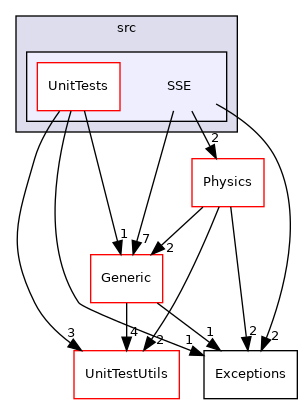 src
UnitTests SSE
2
Physics
1 7 2
Generic
3 4 2 1 1 2 2
UnitTestUtils Exceptions